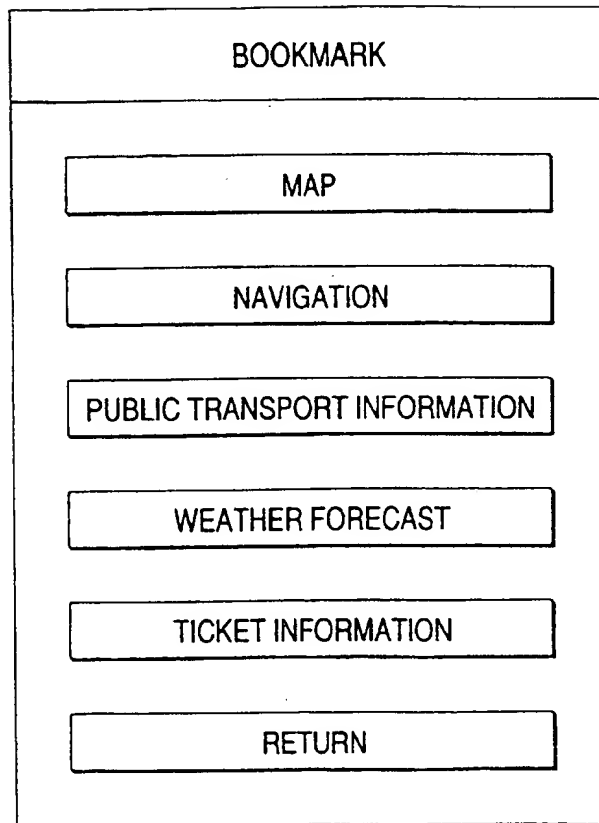 BOOKMARK
MAP
NAVIGATION
PUBLIC TRANSPORT INFORMATION
WEATHER FORECAST
TICKET INFORMATION
RETURN